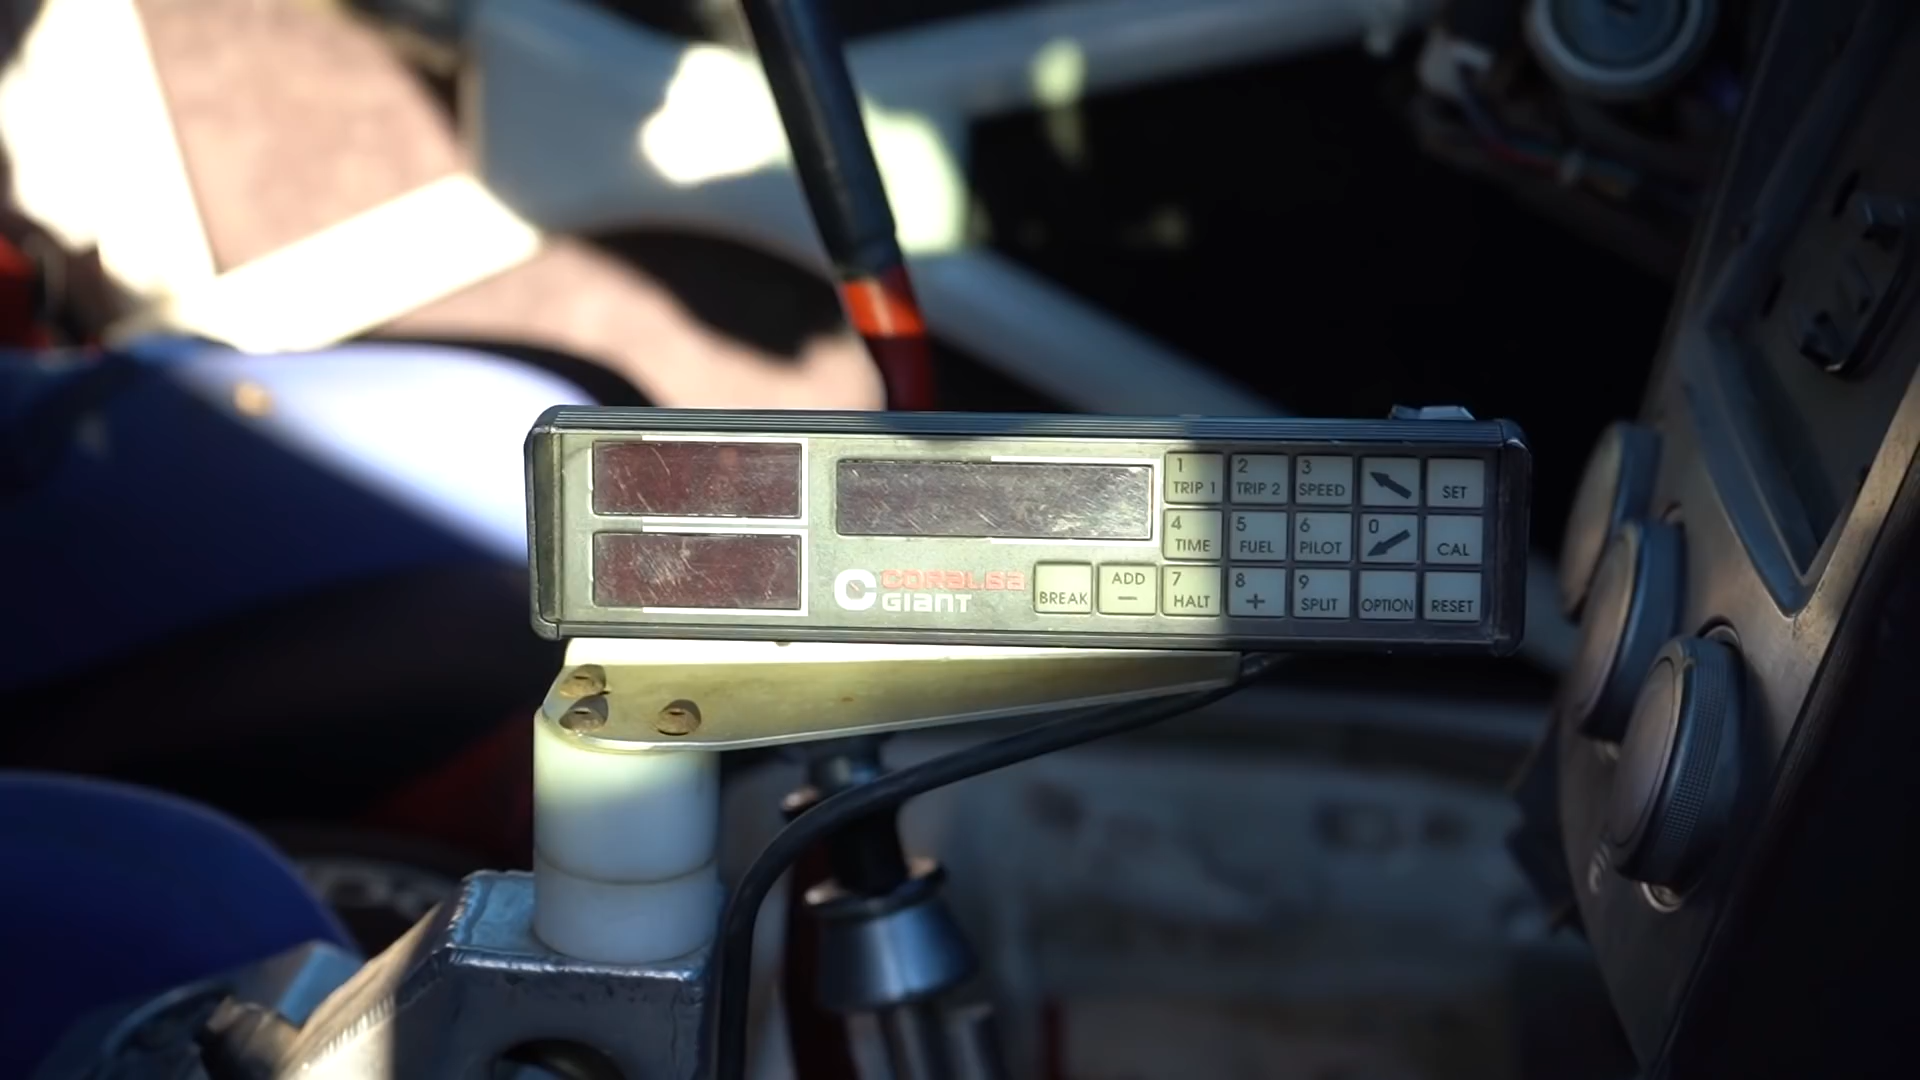 1 TRIP 1
2 TRIP 2
3 SPEED
SET
4 TIME
5 FUEL
6 PILOT
0
CAL
CORALBA
GIANT
BREAK
ADD −
7 HALT
8 +
9 SPLIT
OPTION
RESET